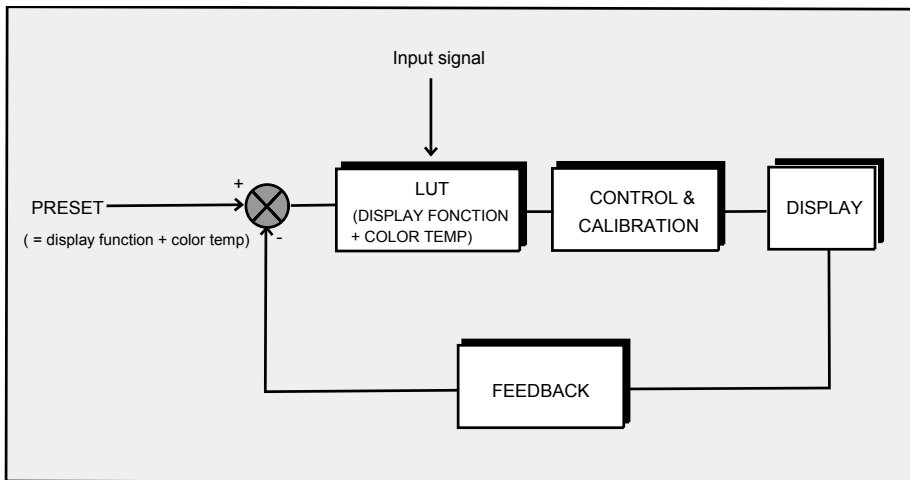 Input signal
+
PRESET
( = display function + color temp)
-
LUT
(DISPLAY FONCTION
+ COLOR TEMP)
CONTROL &
CALIBRATION
DISPLAY
FEEDBACK